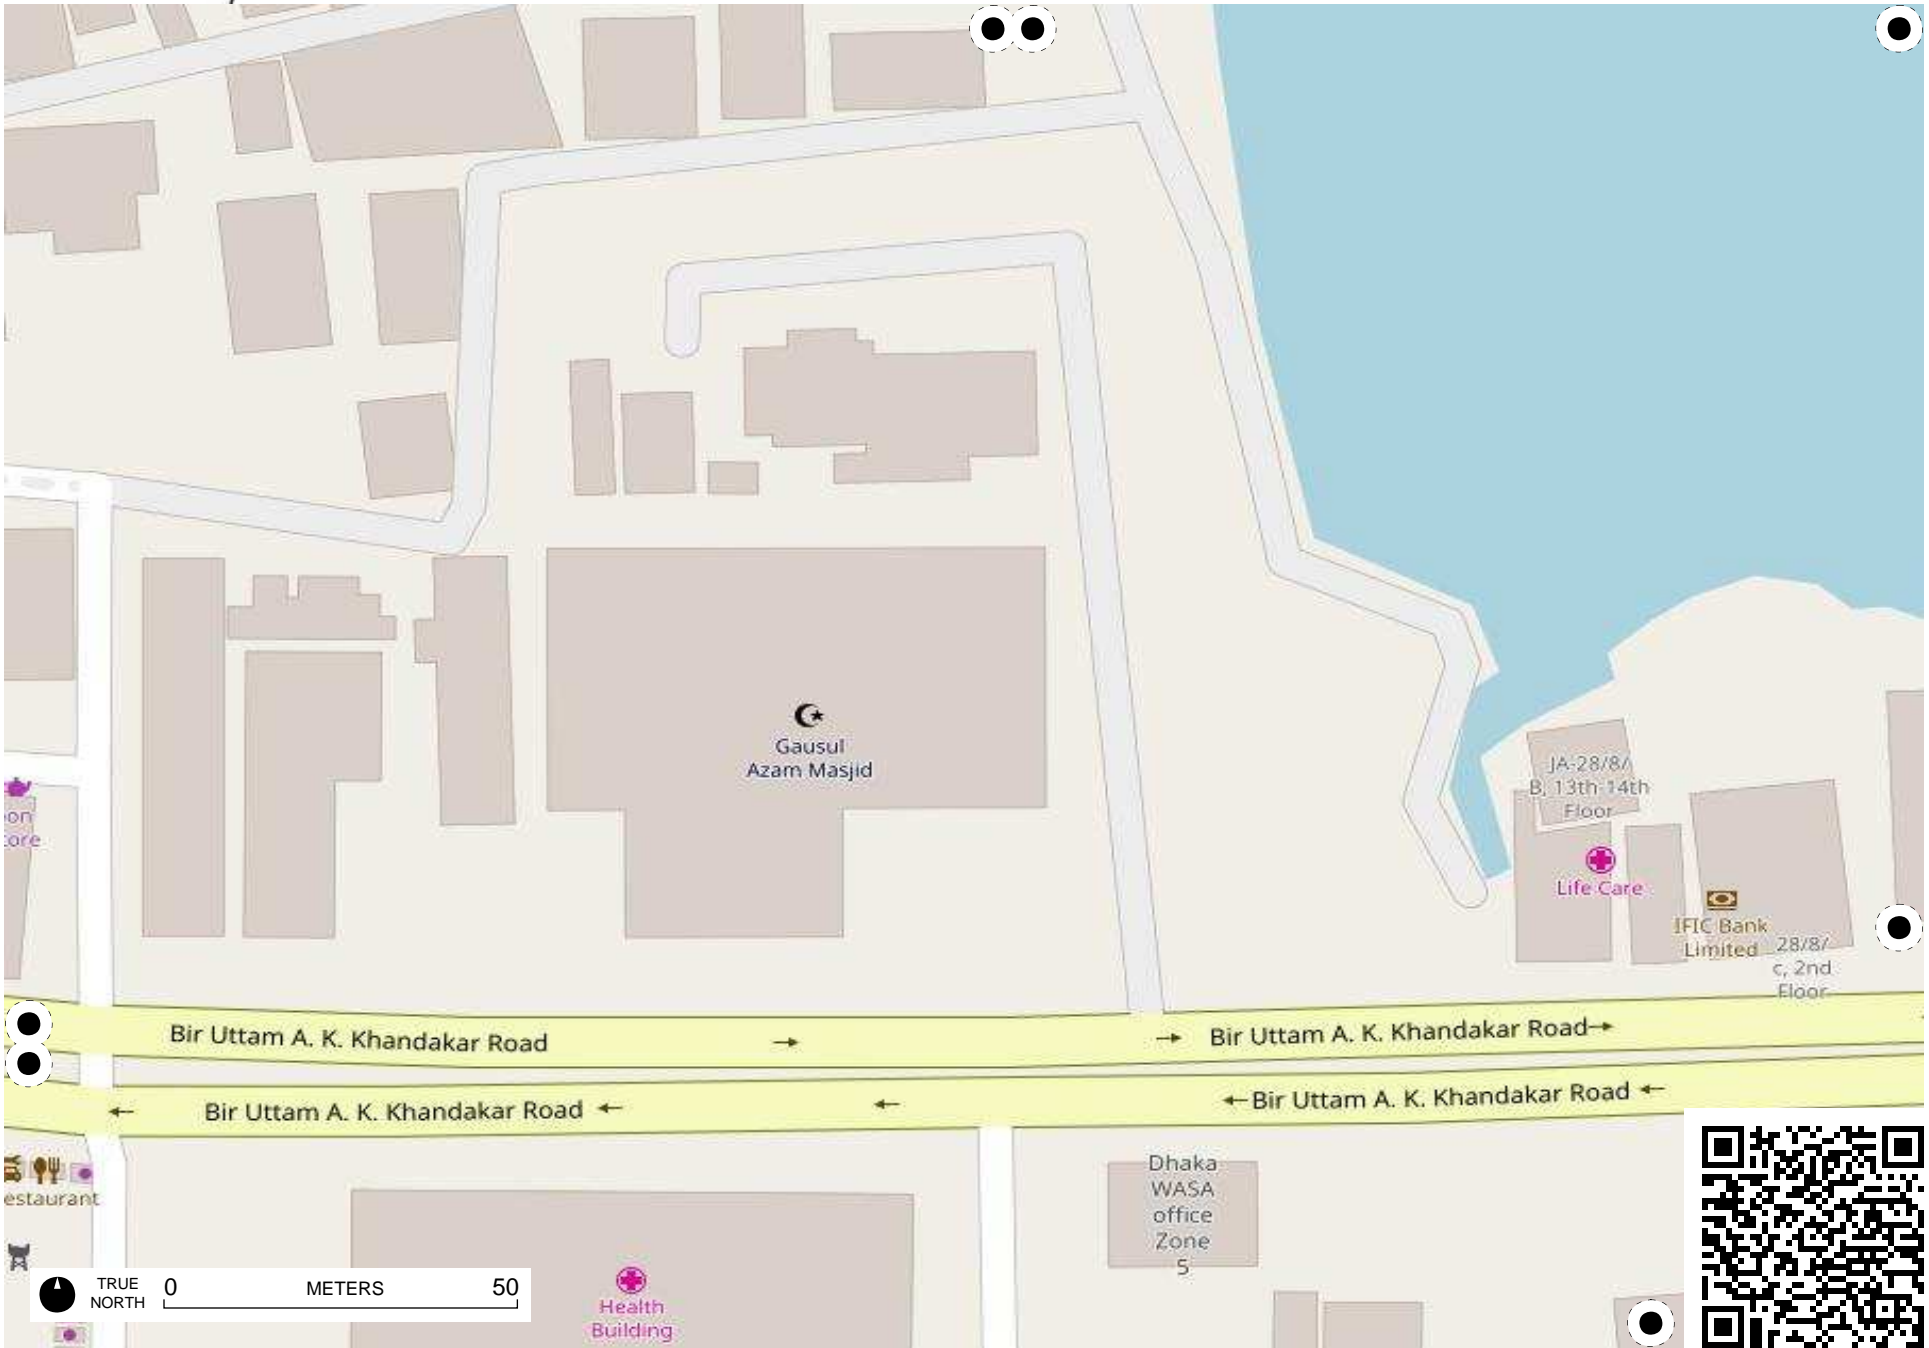 Gausul
Azam Masjid
JA-28/8/
B, 13th-14th
Floor
oon
tore
Life Care
IFIC Bank
Limited
28/8/
c, 2nd
Floor
Bir Uttam A. K. Khandakar Road
Bir Uttam A. K. Khandakar Road
Bir Uttam A. K. Khandakar Road
Bir Uttam A. K. Khandakar Road
Dhaka
WASA
office
Zone
5
estaurant
TRUE
NORTH
0 METERS 50
Health
Building